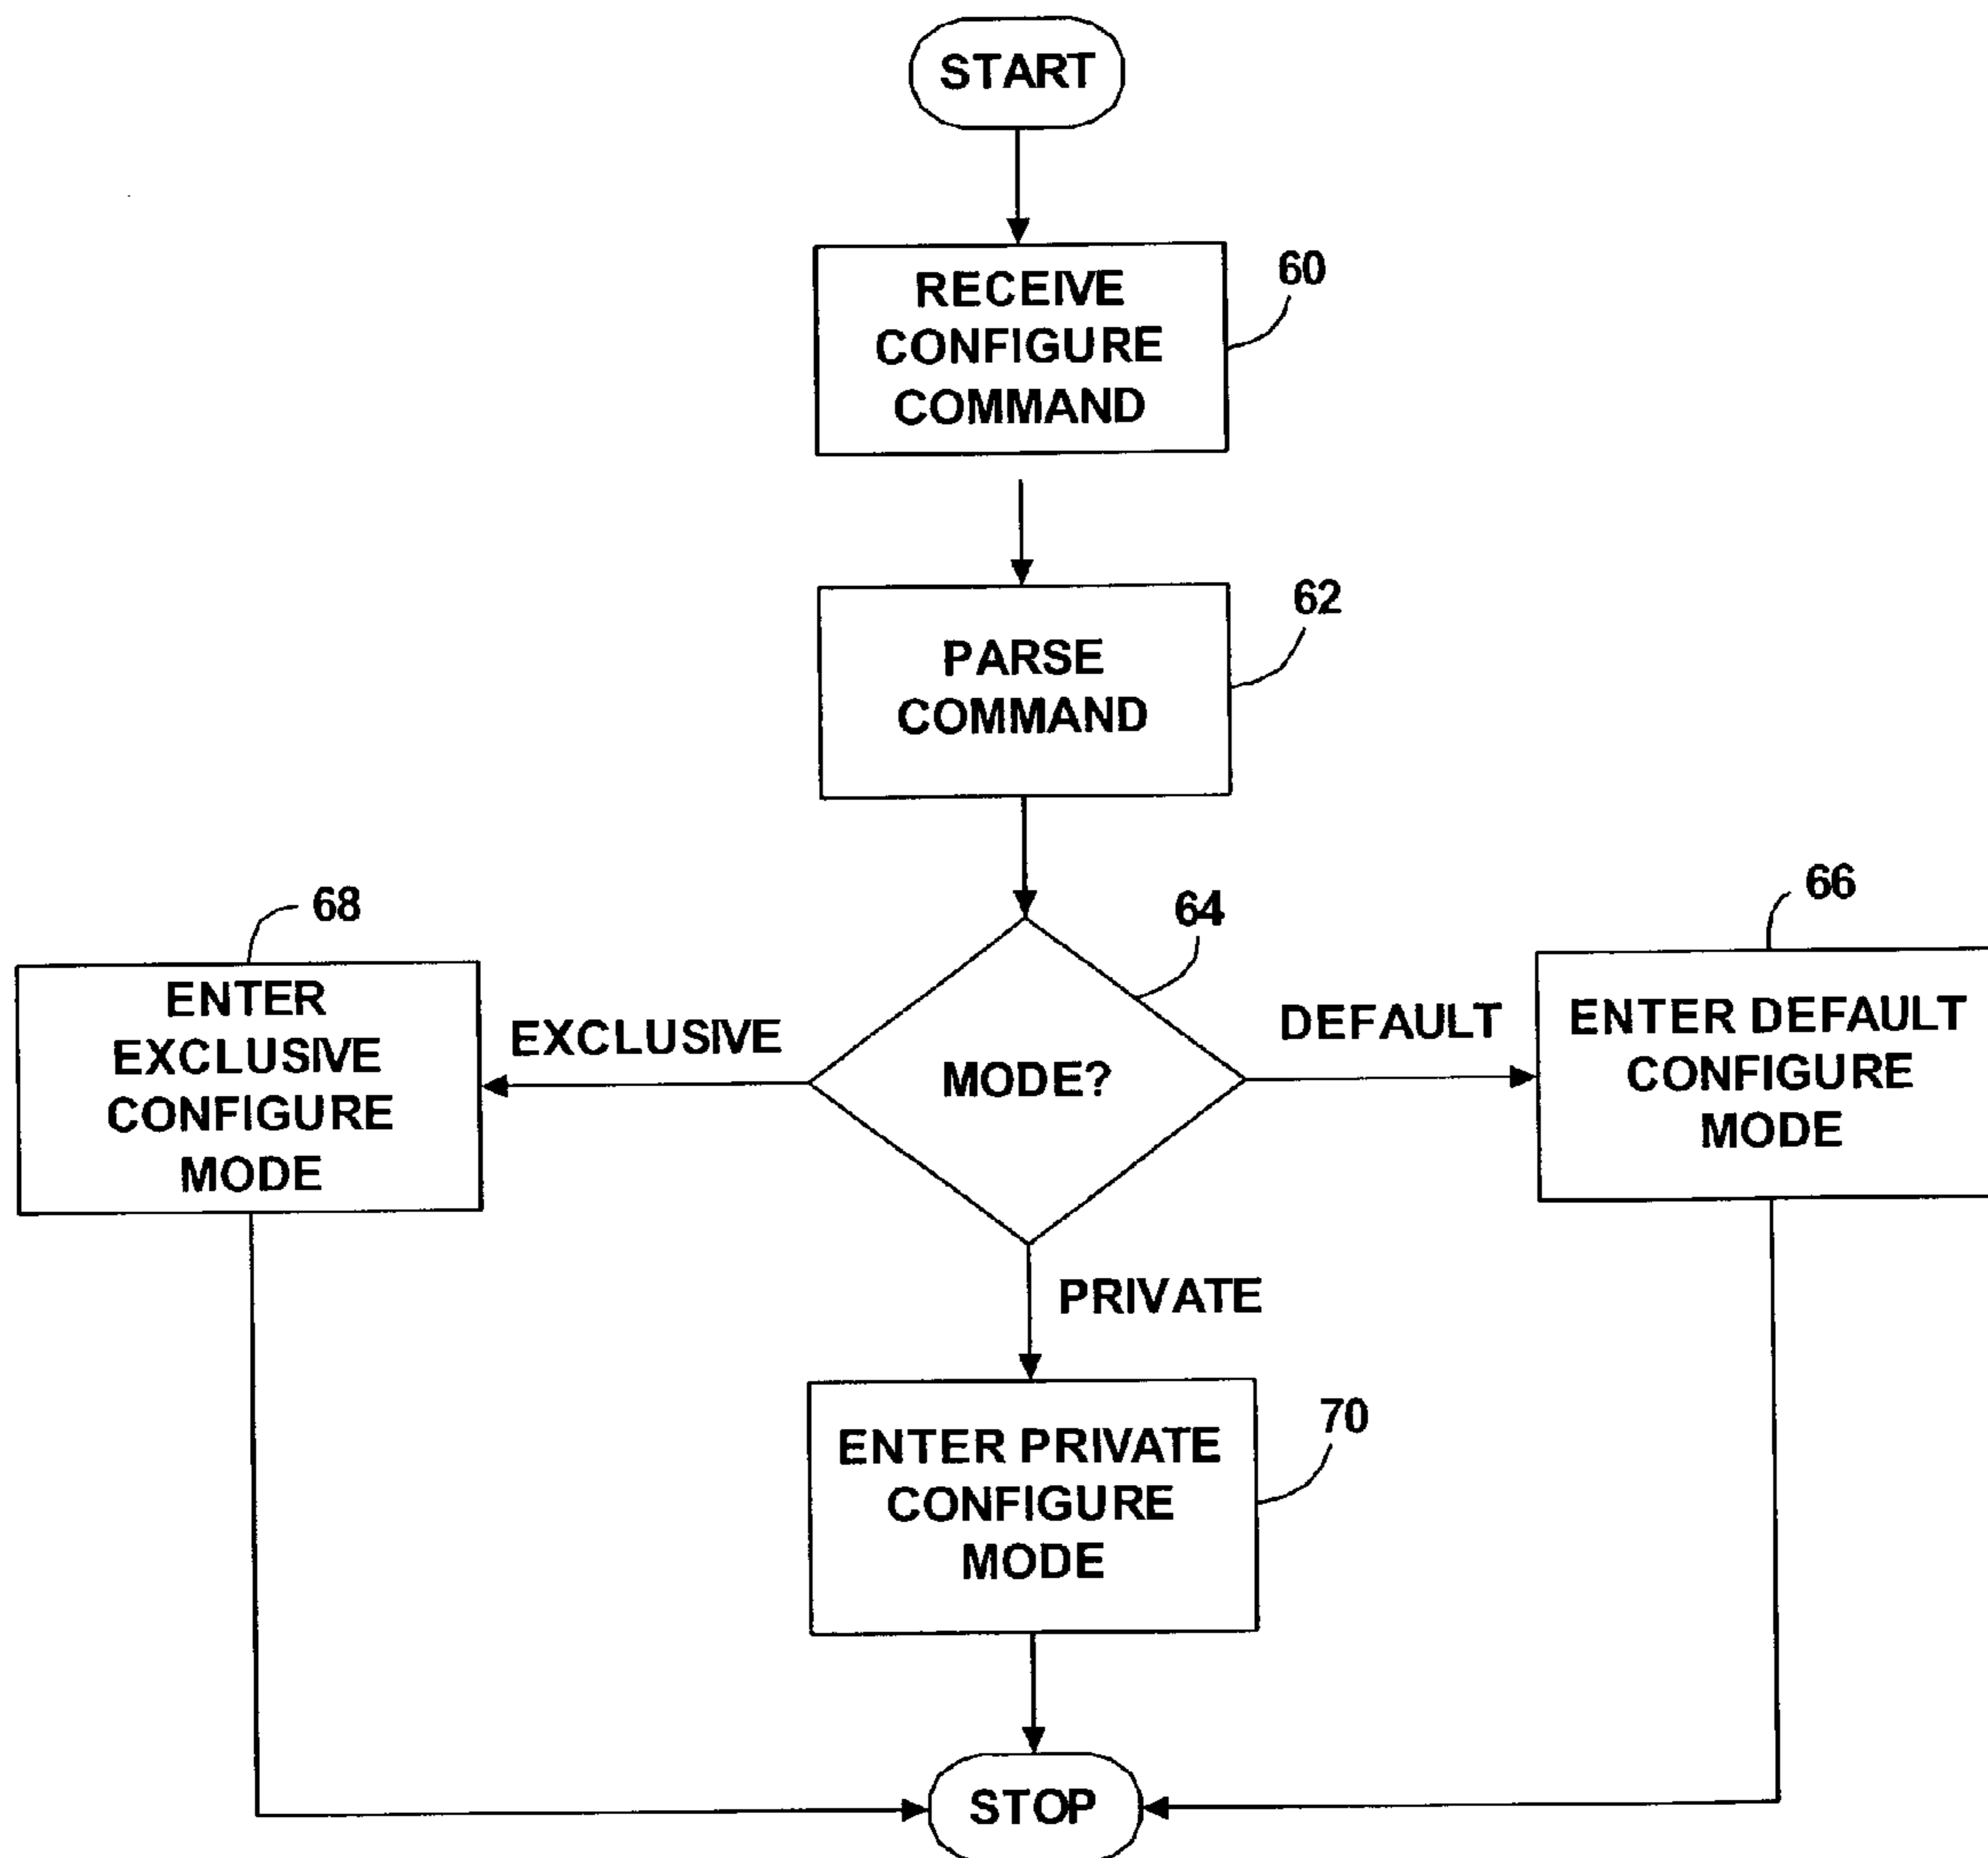 START
RECEIVE
CONFIGURE
COMMAND
60
PARSE
COMMAND
62
MODE?
64
EXCLUSIVE
68
ENTER
EXCLUSIVE
CONFIGURE
MODE
DEFAULT
66
ENTER DEFAULT
CONFIGURE
MODE
PRIVATE
ENTER PRIVATE
CONFIGURE
MODE
70
STOP